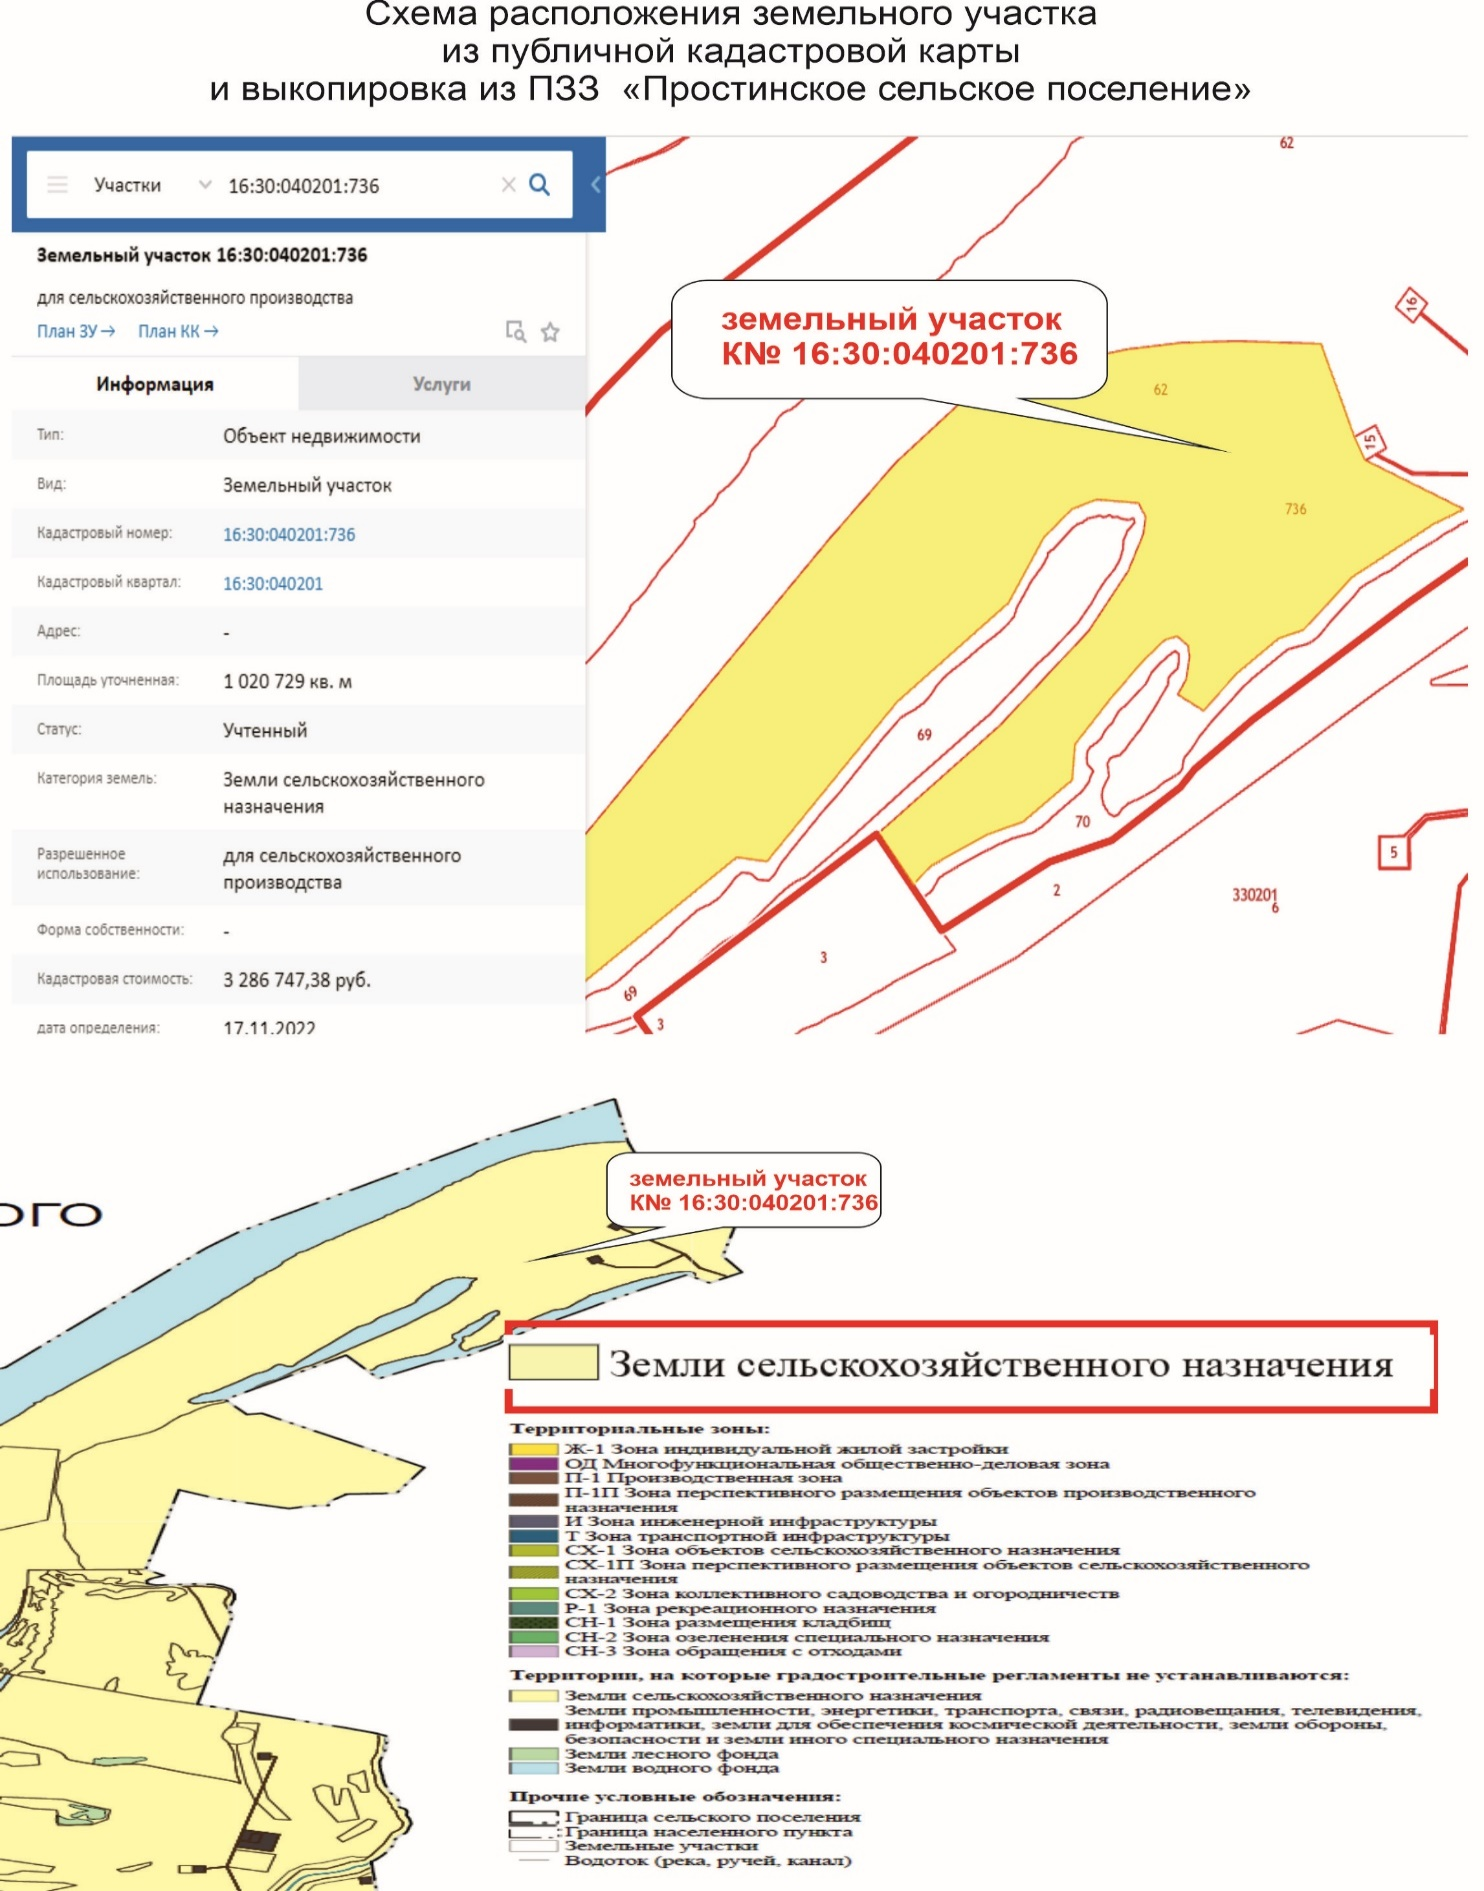 Схема расположения земельного участка
из публичной кадастровой карты
и выкопировка из ПЗЗ «Простинское сельское поселение»
Участки 16:30:040201:736
Земельный участок 16:30:040201:736
для сельскохозяйственного производства
План ЗУ → План КК →
Информация Услуги
Тип: Объект недвижимости
Вид: Земельный участок
Кадастровый номер: 16:30:040201:736
Кадастровый квартал: 16:30:040201
Адрес: -
Площадь уточненная: 1 020 729 кв. м
Статус: Учтенный
Категория земель: Земли сельскохозяйственного
назначения
Разрешенное
использование:
для сельскохозяйственного
производства
Форма собственности: -
Кадастровая стоимость: 3 286 747,38 руб.
дата определения: 17.11.2022
62
земельный участок
К№ 16:30:040201:736
16
62
15
736
69
70
5
2
330201
6
3
69
3
ого
земельный участок
К№ 16:30:040201:736
Земли сельскохозяйственного назначения
Территориальные зоны:
Ж-1 Зона индивидуальной жилой застройки
ОД Многофункциональная общественно-деловая зона
П-1 Производственная зона
П-1П Зона перспективного размещения объектов производственного
назначения
И Зона инженерной инфраструктуры
Т Зона транспортной инфраструктуры
СХ-1 Зона объектов сельскохозяйственного назначения
СХ-1П Зона перспективного размещения объектов сельскохозяйственного
назначения
СХ-2 Зона коллективного садоводства и огородничеств
Р-1 Зона рекреационного назначения
СН-1 Зона размещения кладбищ
СН-2 Зона озеленения специального назначения
СН-3 Зона обращения с отходами
Территории, на которые градостроительные регламенты не устанавливаются:
Земли сельскохозяйственного назначения
Земли промышленности, энергетики, транспорта, связи, радиовещания, телевидения,
информатики, земли для обеспечения космической деятельности, земли обороны,
безопасности и земли иного специального назначения
Земли лесного фонда
Земли водного фонда
Прочие условные обозначения:
Граница сельского поселения
Граница населенного пункта
Земельные участки
Водоток (река, ручей, канал)